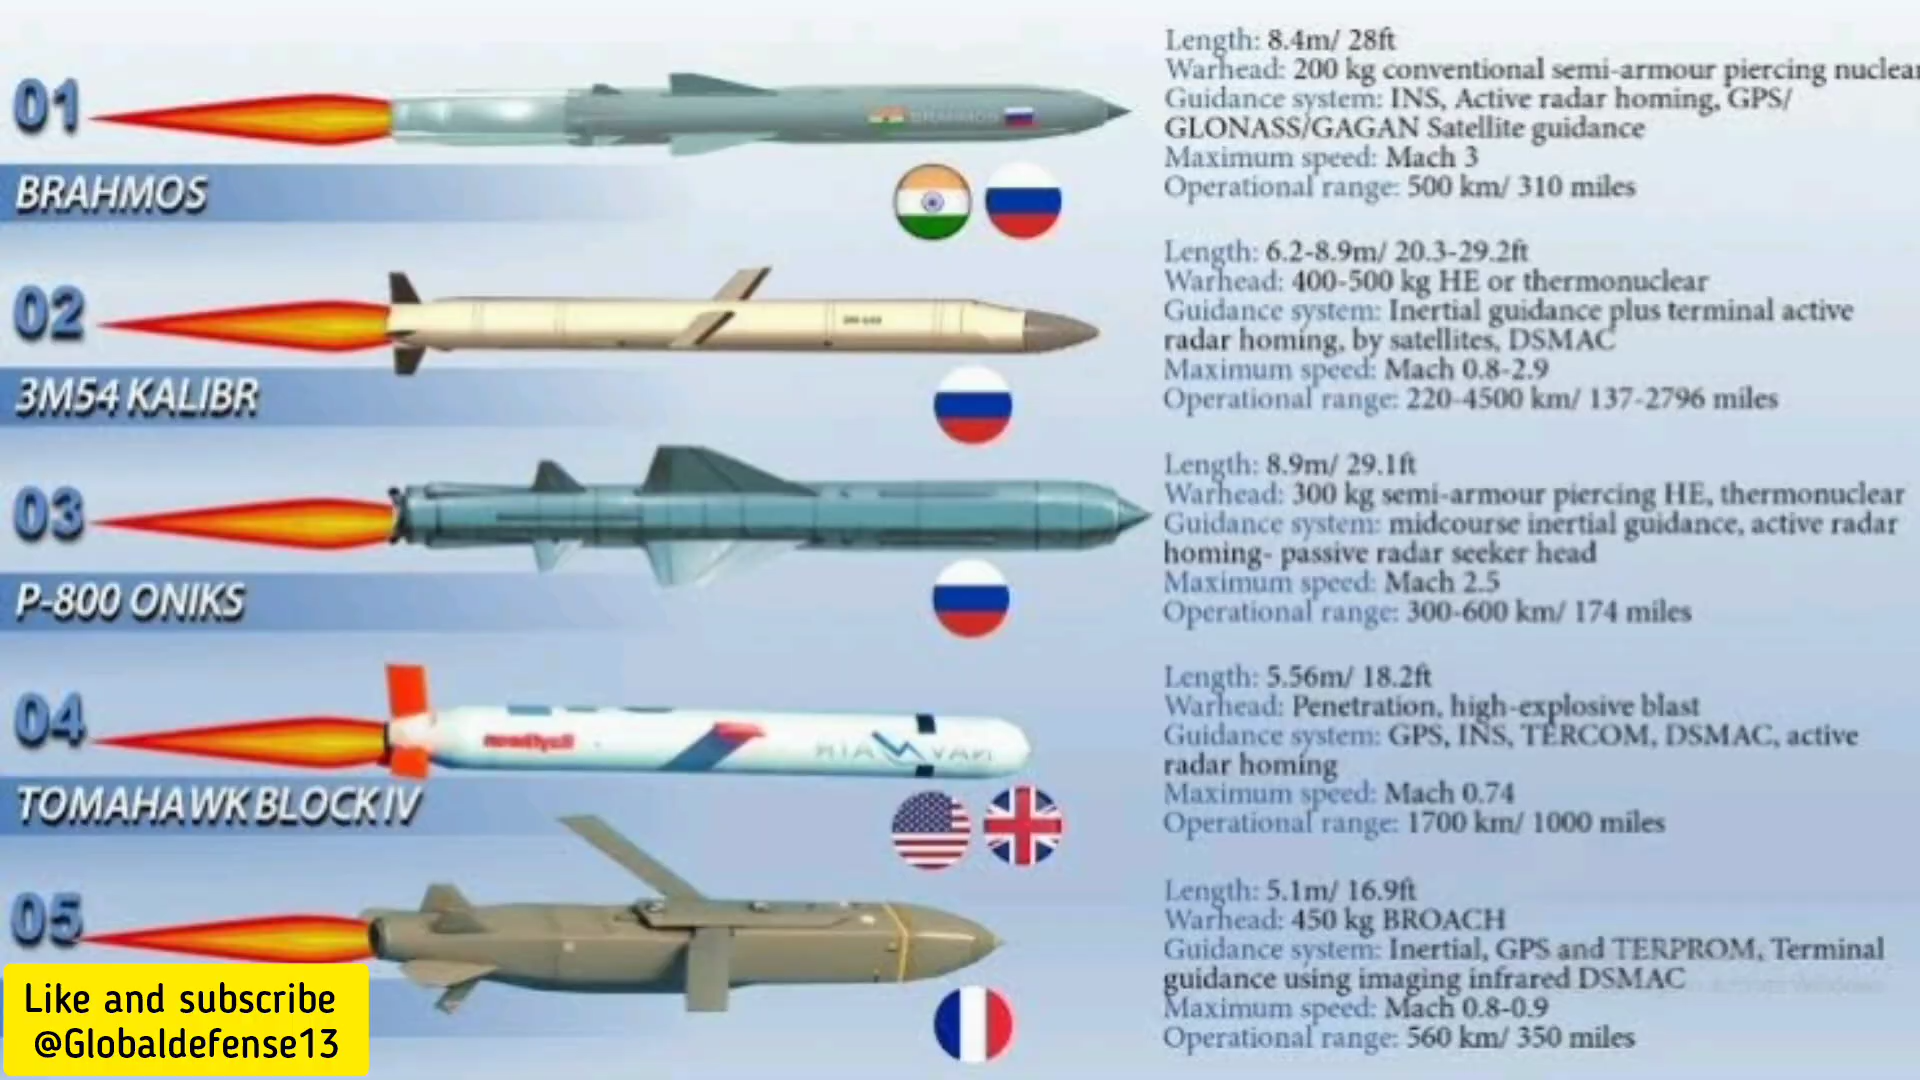 01
BRAHMOS
BRAHMOS
Length: 8.4m/ 28ft
Warhead: 200 kg conventional semi-armour piercing nuclear
Guidance system: INS, Active radar homing, GPS/
GLONASS/GAGAN Satellite guidance
Maximum speed: Mach 3
Operational range: 500 km/ 310 miles
02
3M54 KALIBR
Length: 6.2-8.9m/ 20.3-29.2ft
Warhead: 400-500 kg HE or thermonuclear
Guidance system: Inertial guidance plus terminal active
radar homing, by satellites, DSMAC
Maximum speed: Mach 0.8-2.9
Operational range: 220-4500 km/ 137-2796 miles
03
P-800 ONIKS
Length: 8.9m/ 29.1ft
Warhead: 300 kg semi-armour piercing HE, thermonuclear
Guidance system: midcourse inertial guidance, active radar
homing- passive radar seeker head
Maximum speed: Mach 2.5
Operational range: 300-600 km/ 174 miles
04
NAV AIR
TOMAHAWK BLOCK IV
Length: 5.56m/ 18.2ft
Warhead: Penetration, high-explosive blast
Guidance system: GPS, INS, TERCOM, DSMAC, active
radar homing
Maximum speed: Mach 0.74
Operational range: 1700 km/ 1000 miles
05
Length: 5.1m/ 16.9ft
Warhead: 450 kg BROACH
Guidance system: Inertial, GPS and TERPROM, Terminal
guidance using imaging infrared DSMAC
Maximum speed: Mach 0.8-0.9
Operational range: 560 km/ 350 miles
Like and subscribe
@Globaldefense13